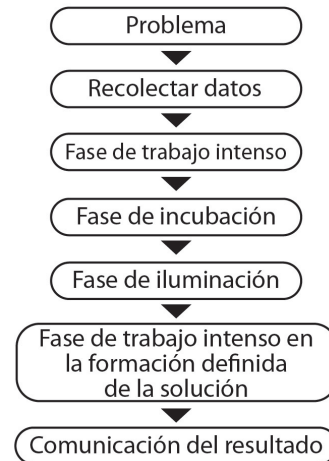 Problema
Recolectar datos
Fase de trabajo intenso
Fase de incubación
Fase de iluminación
Fase de trabajo intenso en
la formación definida
de la solución
Comunicación del resultado